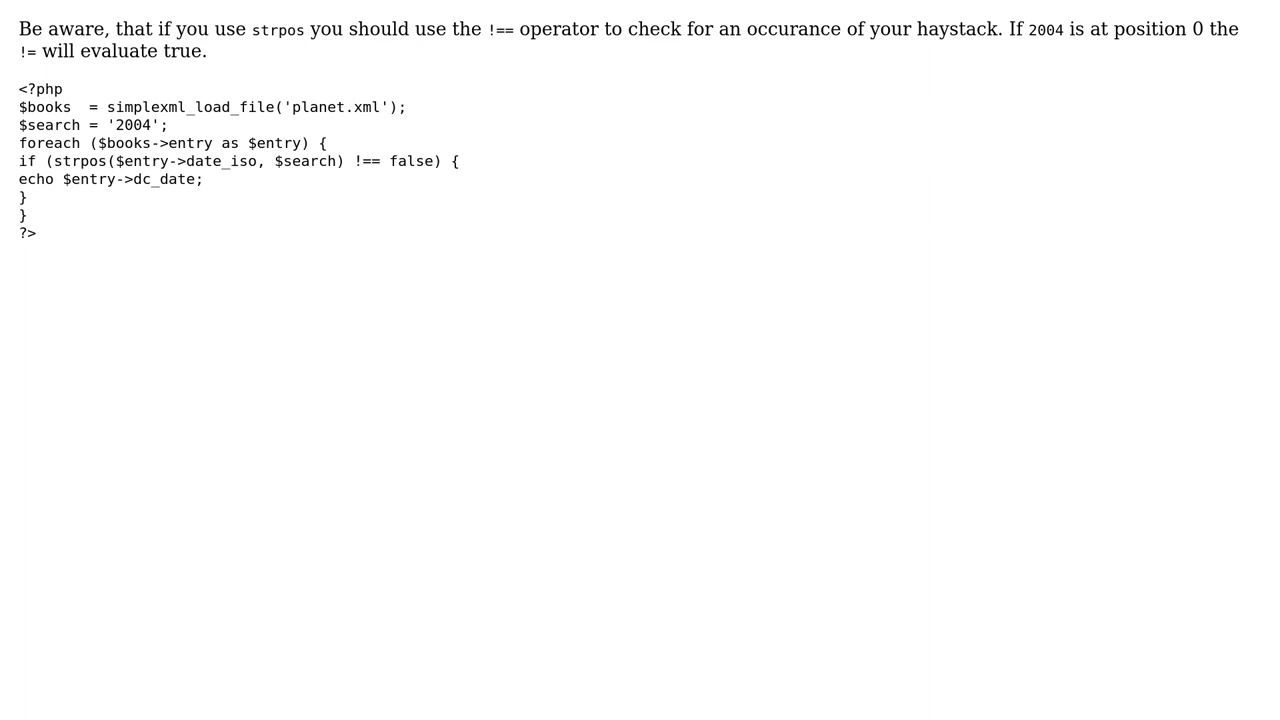 Be aware, that if you use strpos you should use the !== operator to check for an occurance of your haystack. If 2004 is at position 0 the
!= will evaluate true.
<?php
$books  = simplexml_load_file('planet.xml');
$search = '2004';
foreach ($books->entry as $entry) {
if (strpos($entry->date_iso, $search) !== false) {
echo $entry->dc_date;
}
}
?>